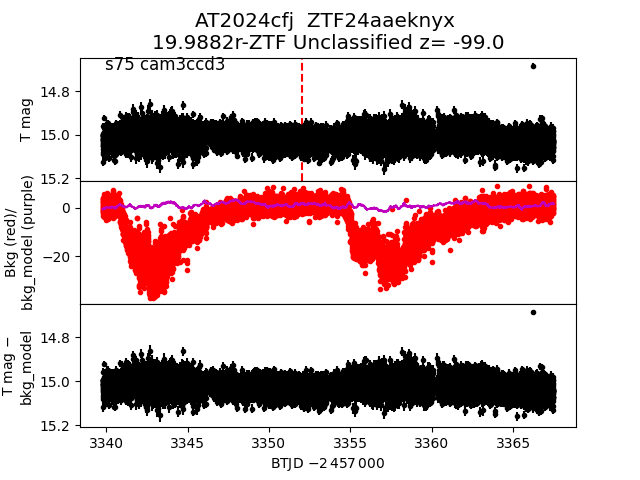 AT2024cfj  ZTF24aaeknyx
19.9882r-ZTF Unclassified z= -99.0
s75 cam3ccd3
T mag
14.8
15.0
15.2
Bkg (red)/
bkg_model (purple)
0
−20
T mag −
bkg_model
14.8
15.0
15.2
3340 3345 3350 3355 3360 3365
BTJD −2 457 000